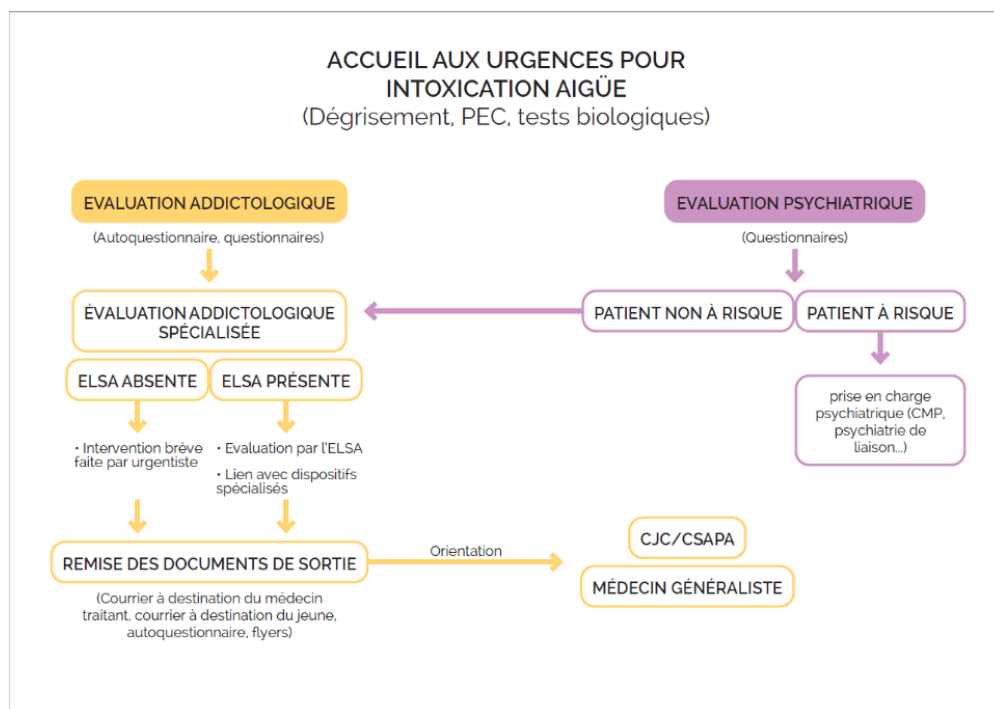 ACCUEIL AUX URGENCES POUR
INTOXICATION AIGÜE
(Dégrisement, PEC, tests biologiques)
EVALUATION ADDICTOLOGIQUE
(Autoquestionnaire, questionnaires)
EVALUATION PSYCHIATRIQUE
(Questionnaires)
ÉVALUATION ADDICTOLOGIQUE
SPÉCIALISÉE
PATIENT NON À RISQUE
PATIENT À RISQUE
ELSA ABSENTE
ELSA PRÉSENTE
prise en charge
psychiatrique (CMP,
psychiatrie de
liaison...)
• Intervention brève
faite par urgentiste
• Evaluation par l'ELSA
• Lien avec dispositifs
spécialisés
REMISE DES DOCUMENTS DE SORTIE
(Courrier à destination du médecin
traitant, courrier à destination du jeune,
autoquestionnaire, flyers)
Orientation
CJC/CSAPA
MÉDECIN GÉNÉRALISTE